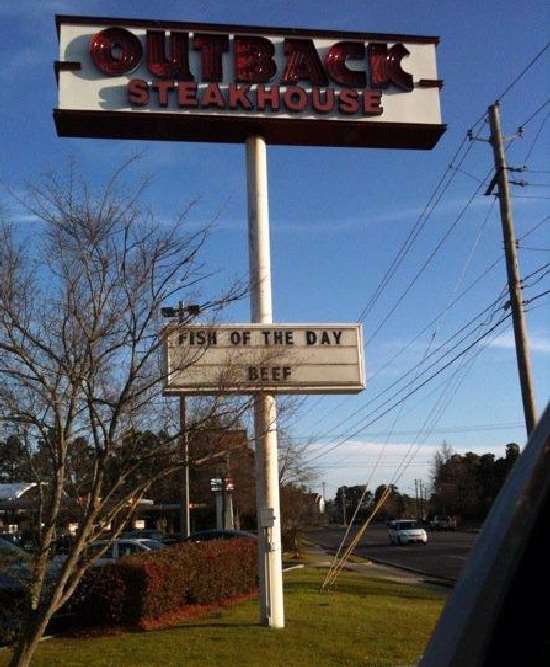 OUTBACK
STEAKHOUSE
FISH OF THE DAY
BEEF